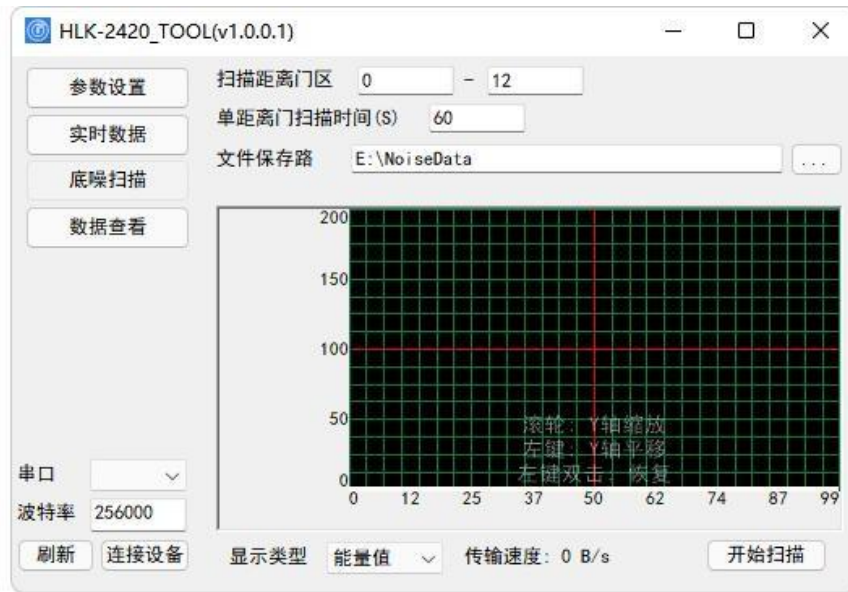 HLK-2420_TOOL(v1.0.0.1)
参数设置
实时数据
底噪扫描
数据查看
扫描距离门区 0 - 12
单距离门扫描时间(S) 60
文件保存路 E:\NoiseData ...
200
150
100
50
0
滚轮: Y轴缩放
左键: Y轴平移
左键双击: 恢复
0 12 25 37 50 62 74 87 99
串口
波特率 256000
刷新 连接设备
显示类型 能量值 传输速度: 0 B/s 开始扫描